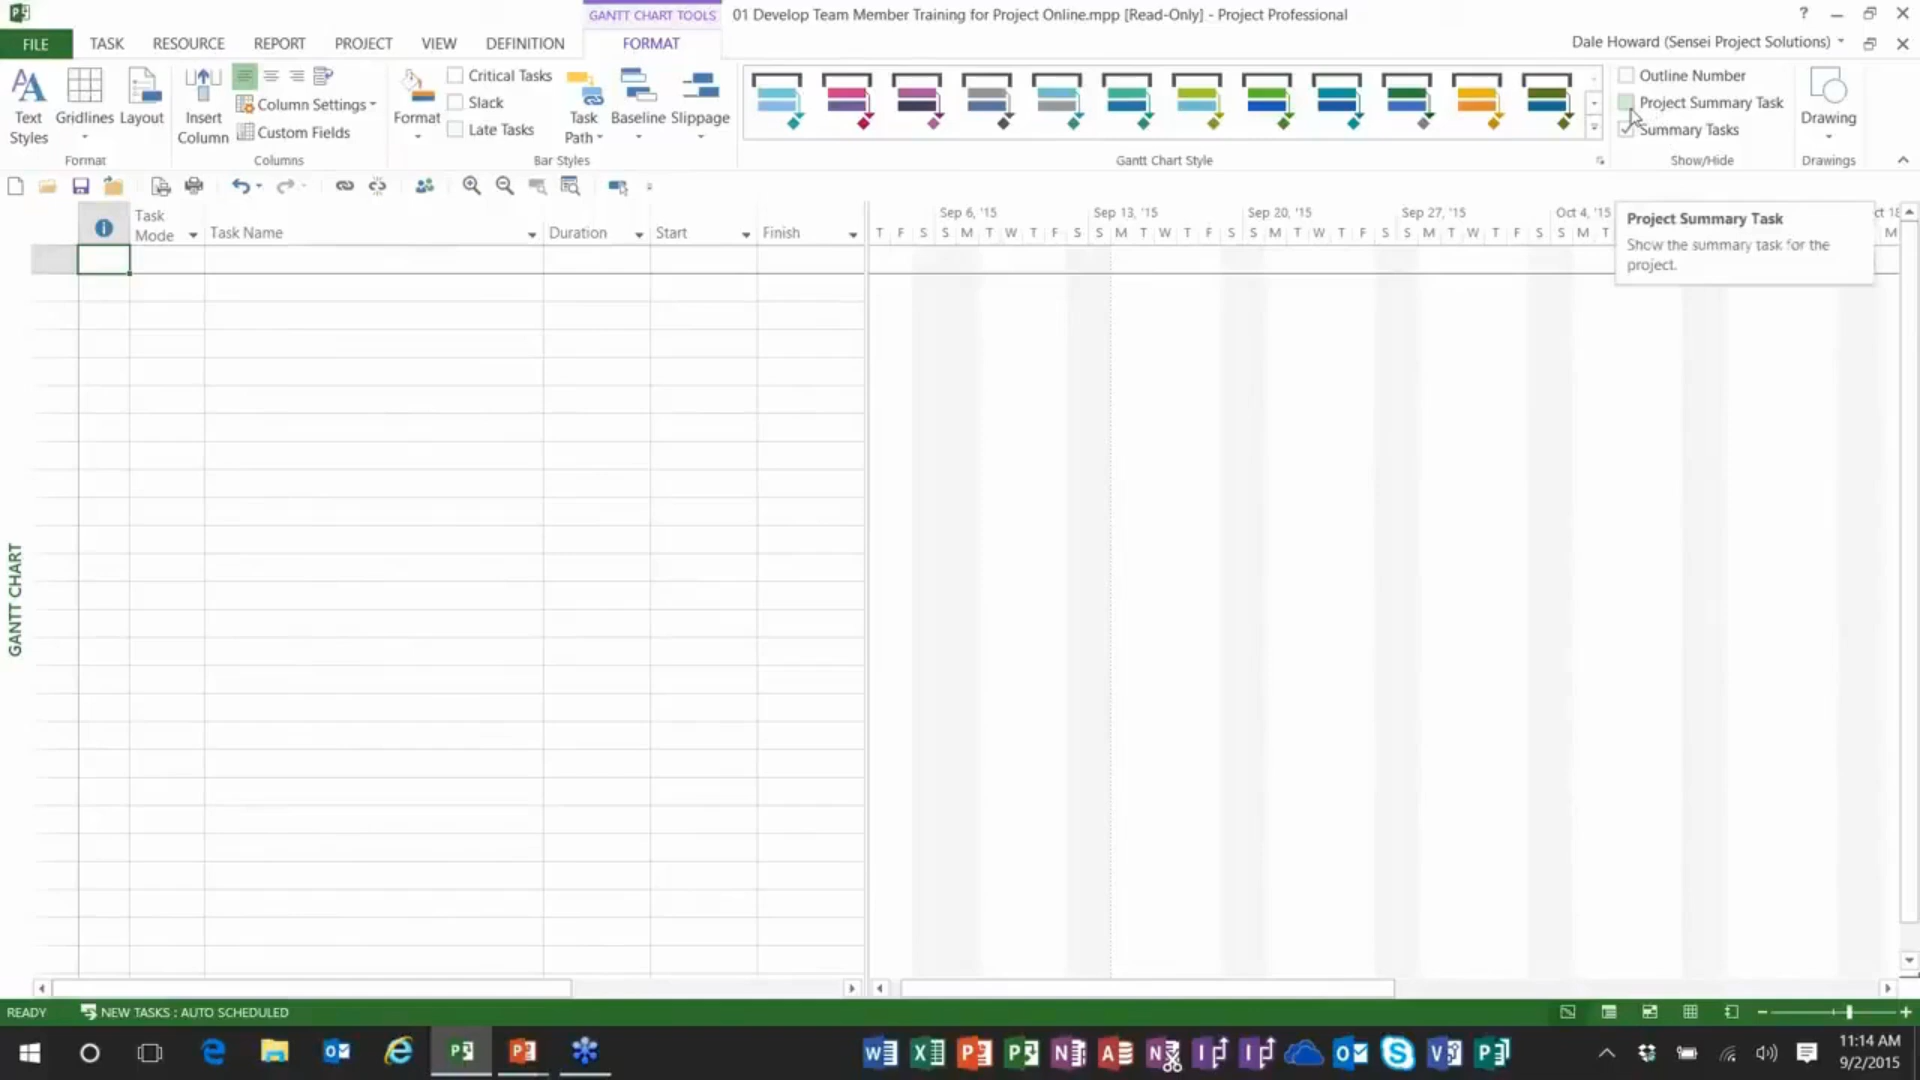 GANTT CHART TOOLS
01 Develop Team Member Training for Project Online.mpp [Read-Only] - Project Professional
FILE TASK RESOURCE REPORT PROJECT VIEW DEFINITION FORMAT
Dale Howard (Sensei Project Solutions)
Text Styles
Gridlines
Layout
Format
Insert Column
Column Settings
Custom Fields
Columns
Format
Critical Tasks
Slack
Late Tasks
Task Path
Baseline
Slippage
Bar Styles
Gantt Chart Style
Outline Number
Project Summary Task
Summary Tasks
Show/Hide
Drawing
Drawings
Task Mode
Task Name
Duration
Start
Finish
Sep 6, '15 Sep 13, '15 Sep 20, '15 Sep 27, '15 Oct 4, '15 ct 18
T F S S M T W T F S S M T W T F S S M T W T F S S M T W T F S S M T M
Project Summary Task
Show the summary task for the
project.
GANTT CHART
READY
NEW TASKS : AUTO SCHEDULED
11:14 AM
9/2/2015